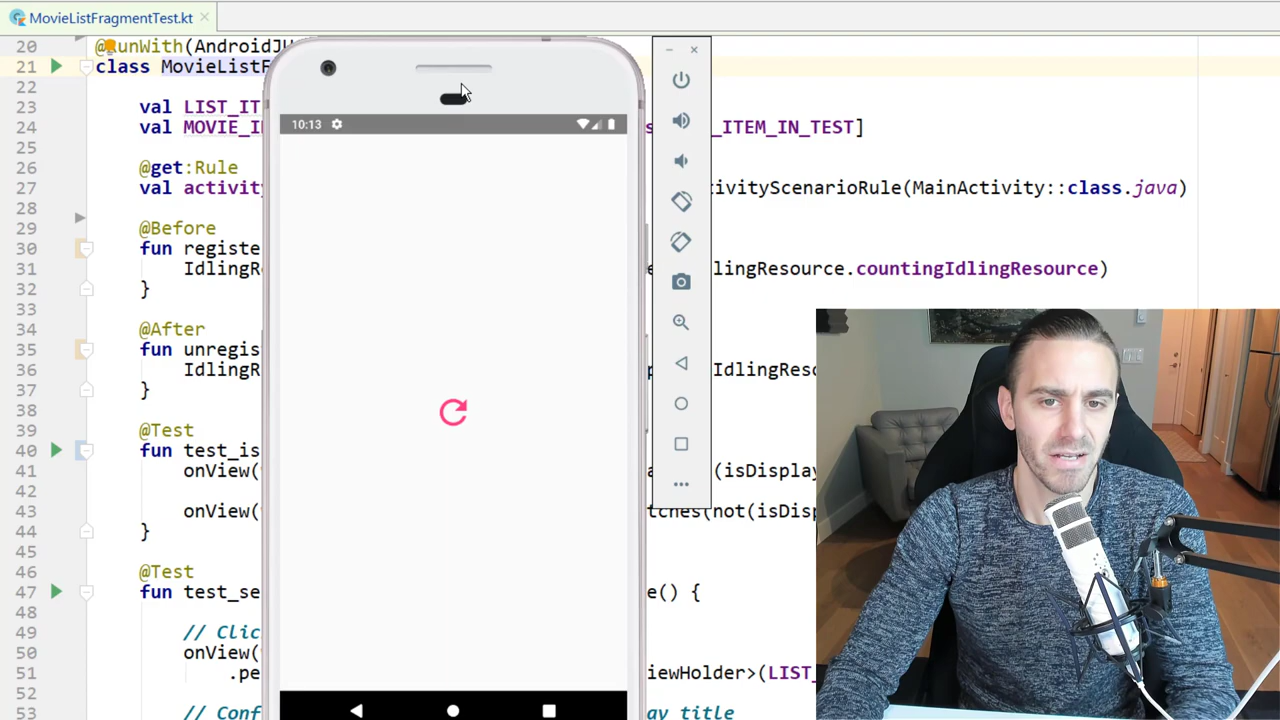 MovieListFragmentTest.kt
20 @RunWith(AndroidJU
21 class MovieListF
22
23 val LIST_IT
24 val MOVIE_I _ITEM_IN_TEST]
25
26 @get:Rule
27 val activity ivityScenarioRule(MainActivity::class.java)
28
29 @Before
30 fun registe
31 IdlingR lingResource.countingIdlingResource)
32 }
33
34 @After
35 fun unregis
36 IdlingR IdlingReso
37 }
38
39 @Test
40 fun test_is
41 onView( (isDisplay
42
43 onView( tches(not(isDisp
44 }
45
46 @Test
47 fun test_se e() {
48
49 // Clic
50 onView(
51 .pe iewHolder>(LIST_
52
53 // Conf ay title
10:13